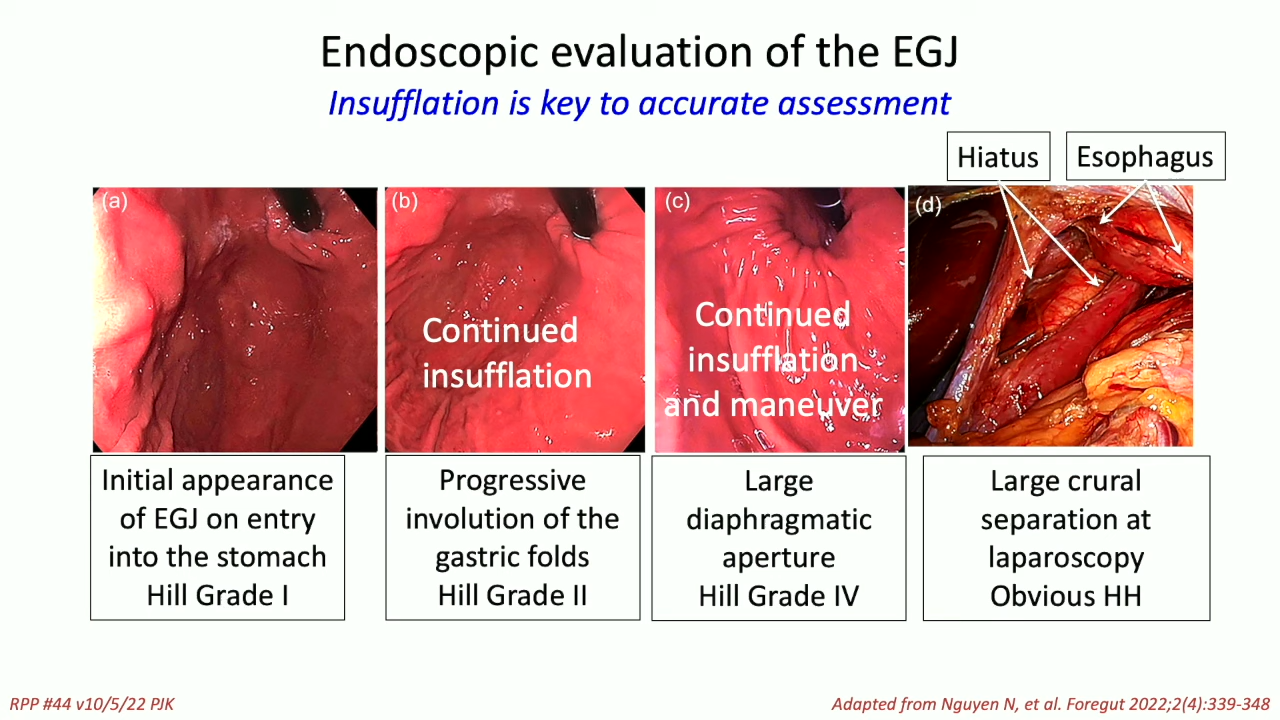 Endoscopic evaluation of the EGJ
Insufflation is key to accurate assessment
Hiatus
Esophagus
(a)
(b)
(c)
(d)
Continued
insufflation
Continued
insufflation
and maneuver
Initial appearance
of EGJ on entry
into the stomach
Hill Grade I
Progressive
involution of the
gastric folds
Hill Grade II
Large
diaphragmatic
aperture
Hill Grade IV
Large crural
separation at
laparoscopy
Obvious HH
RPP #44 v10/5/22 PJK
Adapted from Nguyen N, et al. Foregut 2022;2(4):339-348